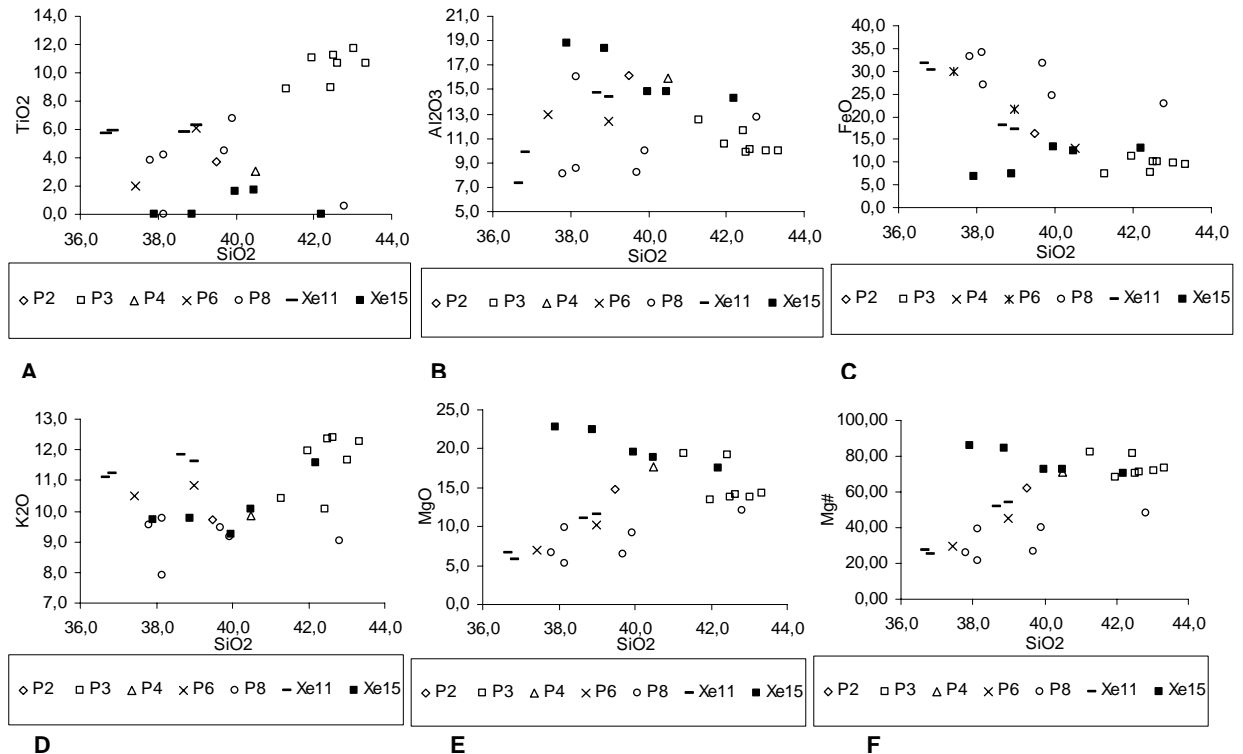 TiO2
14,0
12,0
10,0
8,0
6,0
4,0
2,0
0,0
36,0 38,0 40,0 42,0 44,0
SiO2
P2 P3 P4 P6 P8 Xe11 Xe15
A
Al2O3
21,0
19,0
17,0
15,0
13,0
11,0
9,0
7,0
5,0
36,0 38,0 40,0 42,0 44,0
SiO2
P2 P3 P4 P6 P8 Xe11 Xe15
B
FeO
40,0
35,0
30,0
25,0
20,0
15,0
10,0
5,0
0,0
36,0 38,0 40,0 42,0 44,0
SiO2
P2 P3 P4 P6 P8 Xe11 Xe15
C
K2O
13,0
12,0
11,0
10,0
9,0
8,0
7,0
36,0 38,0 40,0 42,0 44,0
SiO2
P2 P3 P4 P6 P8 Xe11 Xe15
D
MgO
25,0
20,0
15,0
10,0
5,0
0,0
36,0 38,0 40,0 42,0 44,0
SiO2
P2 P3 P4 P6 P8 Xe11 Xe15
E
Mg#
100,00
80,00
60,00
40,00
20,00
0,00
36,0 38,0 40,0 42,0 44,0
SiO2
P2 P3 P4 P6 P8 Xe11 Xe15
F